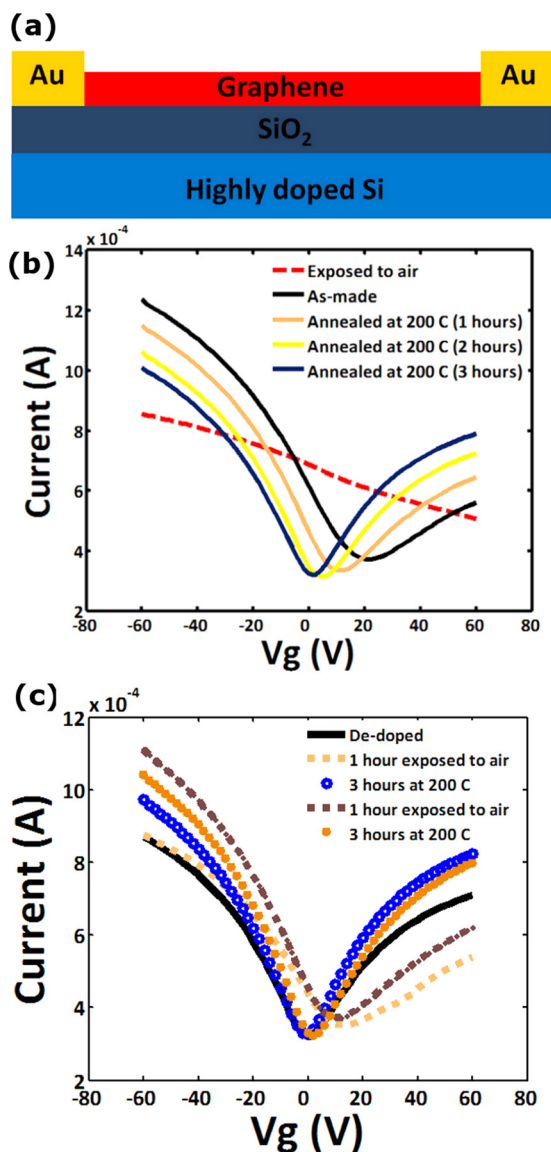 (a)
Au
Au
Graphene
SiO₂
Highly doped Si
(b)
x 10⁻⁴
14
12
10
8
6
4
2
Current (A)
Exposed to air
As-made
Annealed at 200 C (1 hours)
Annealed at 200 C (2 hours)
Annealed at 200 C (3 hours)
-80 -60 -40 -20 0 20 40 60 80
Vg (V)
(c)
x 10⁻⁴
12
10
8
6
4
2
Current (A)
De-doped
1 hour exposed to air
3 hours at 200 C
1 hour exposed to air
3 hours at 200 C
-80 -60 -40 -20 0 20 40 60 80
Vg (V)